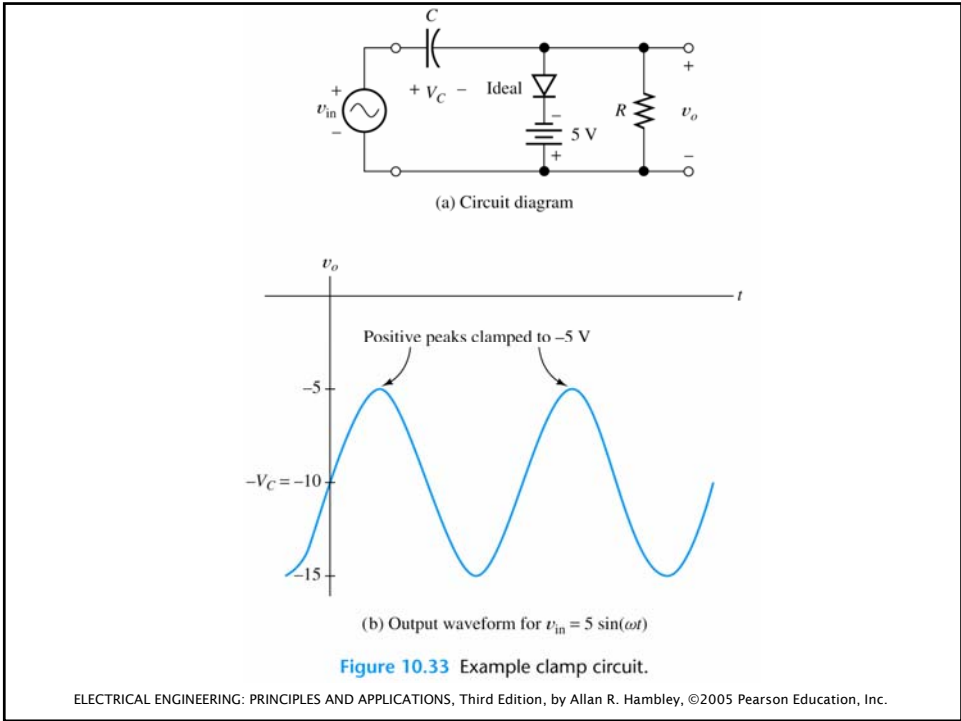 C
+ V_C − Ideal
+
v_in
−
−
5 V
+
R
+
v_o
−
(a) Circuit diagram
v_o
t
Positive peaks clamped to −5 V
−5
−V_C = −10
−15
(b) Output waveform for v_in = 5 sin(ωt)
Figure 10.33 Example clamp circuit.
ELECTRICAL ENGINEERING: PRINCIPLES AND APPLICATIONS, Third Edition, by Allan R. Hambley, ©2005 Pearson Education, Inc.